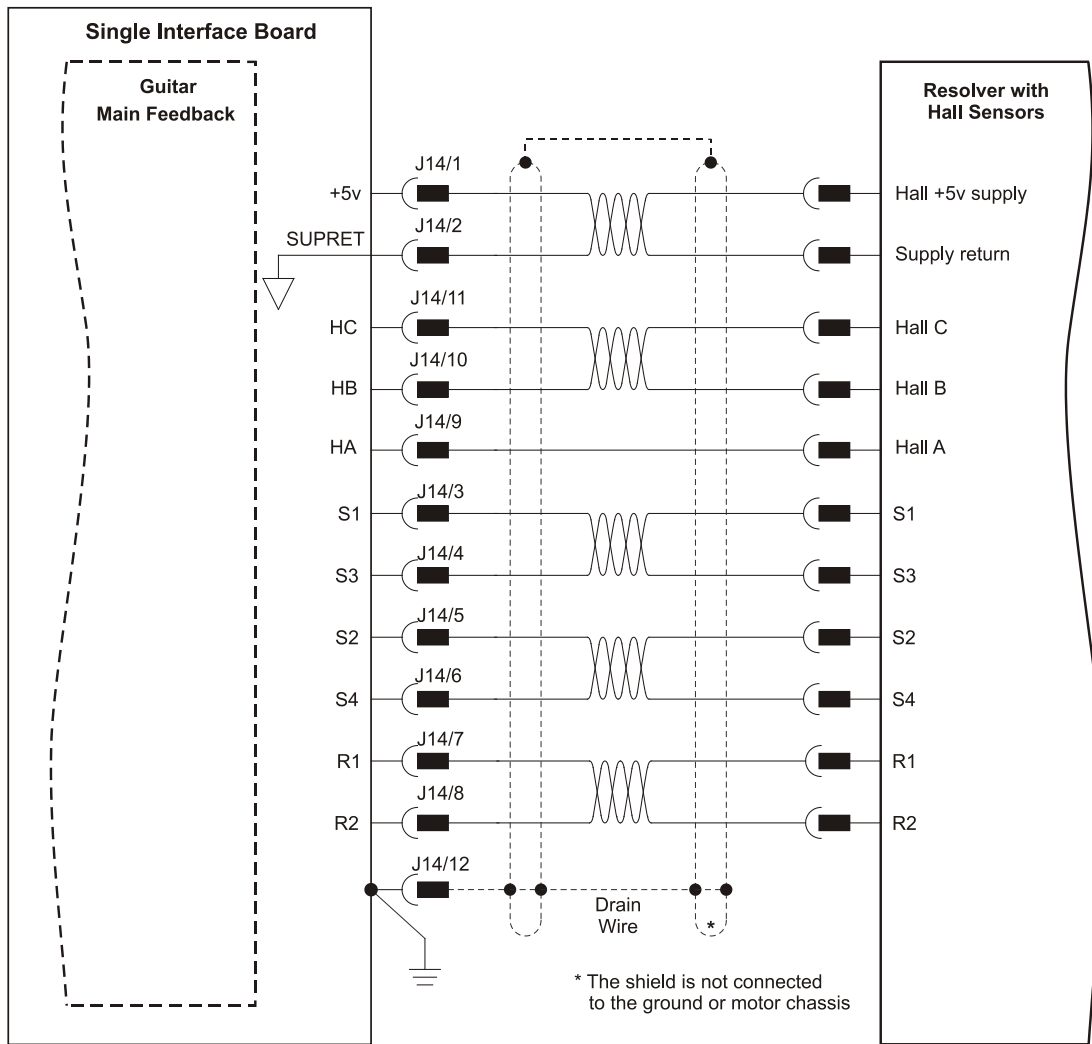 Single Interface Board
Guitar
Main Feedback
Resolver with
Hall Sensors
J14/1
+5v
Hall +5v supply
J14/2
SUPRET
Supply return
J14/11
HC
Hall C
J14/10
HB
Hall B
J14/9
HA
Hall A
J14/3
S1
S1
J14/4
S3
S3
J14/5
S2
S2
J14/6
S4
S4
J14/7
R1
R1
J14/8
R2
R2
J14/12
Drain
Wire
*
* The shield is not connected
to the ground or motor chassis